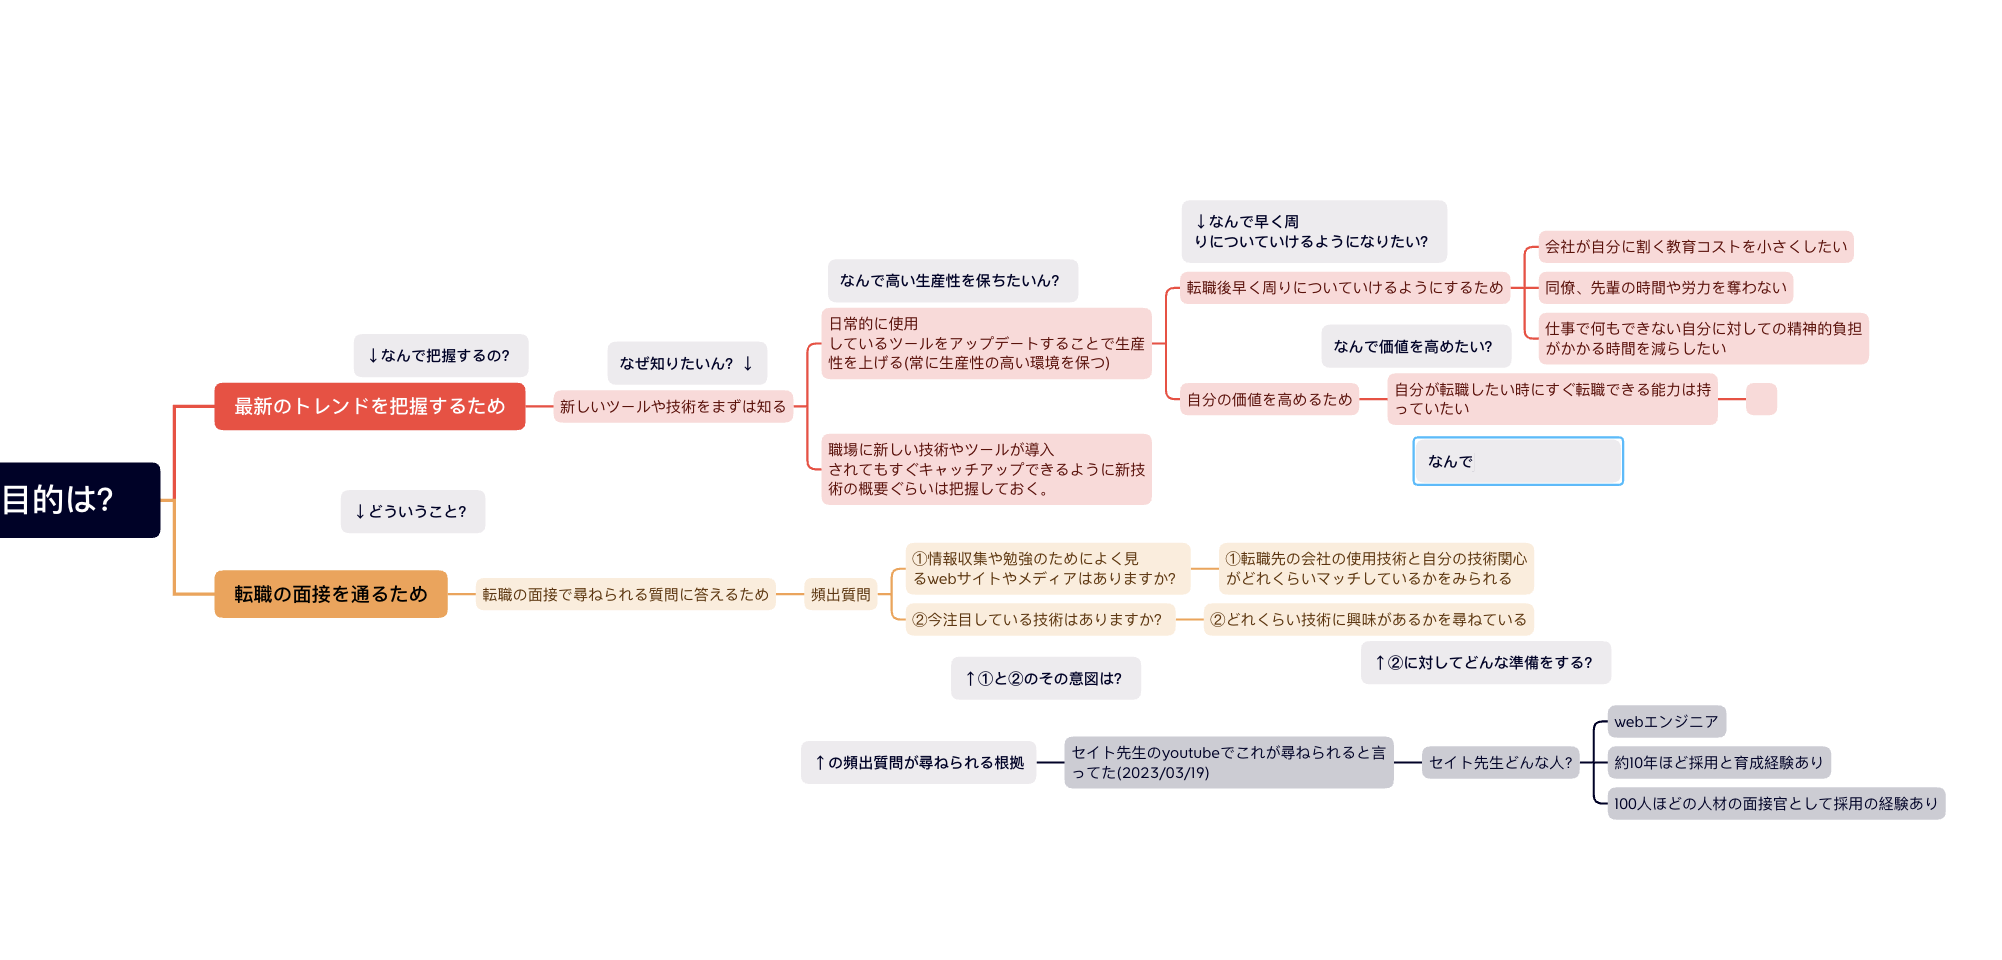 目的は?
↓なんで把握するの?
最新のトレンドを把握するため
なぜ知りたいん? ↓
新しいツールや技術をまずは知る
なんで高い生産性を保ちたいん?
日常的に使用
しているツールをアップデートすることで生産
性を上げる(常に生産性の高い環境を保つ)
↓なんで早く周
りについていけるようになりたい?
転職後早く周りについていけるようにするため
会社が自分に割く教育コストを小さくしたい
同僚、先輩の時間や労力を奪わない
仕事で何もできない自分に対しての精神的負担
がかかる時間を減らしたい
なんで価値を高めたい?
自分の価値を高めるため
自分が転職したい時にすぐ転職できる能力は持
っていたい
なんで
職場に新しい技術やツールが導入
されてもすぐキャッチアップできるように新技
術の概要ぐらいは把握しておく。
↓どういうこと?
転職の面接を通るため
転職の面接で尋ねられる質問に答えるため
頻出質問
①情報収集や勉強のためによく見
るwebサイトやメディアはありますか?
①転職先の会社の使用技術と自分の技術関心
がどれくらいマッチしているかをみられる
②今注目している技術はありますか?
②どれくらい技術に興味があるかを尋ねている
↑①と②のその意図は?
↑②に対してどんな準備をする?
↑の頻出質問が尋ねられる根拠
セイト先生のyoutubeでこれが尋ねられると言
ってた(2023/03/19)
セイト先生どんな人?
webエンジニア
約10年ほど採用と育成経験あり
100人ほどの人材の面接官として採用の経験あり